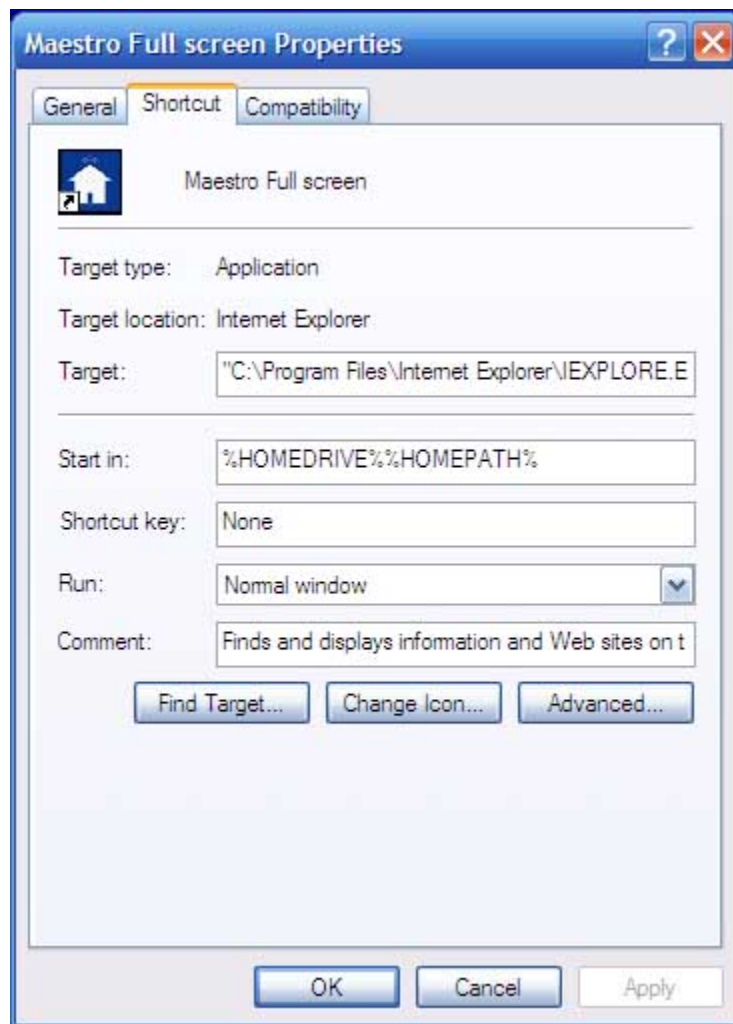 Maestro Full screen Properties
General Shortcut Compatibility
Maestro Full screen
Target type: Application
Target location: Internet Explorer
Target: "C:\Program Files\Internet Explorer\IEXPLORE.E
Start in: %HOMEDRIVE%%HOMEPATH%
Shortcut key: None
Run: Normal window
Comment: Finds and displays information and Web sites on t
Find Target... Change Icon... Advanced...
OK Cancel Apply